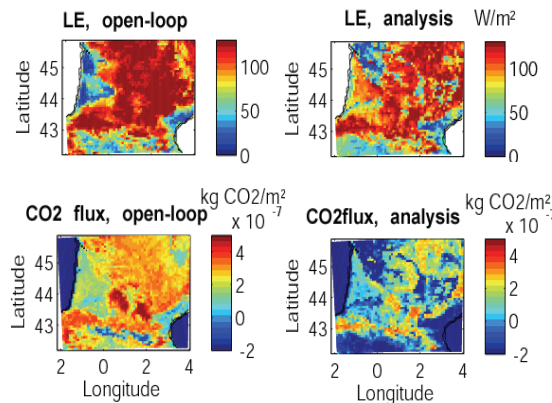 LE, open-loop
LE, analysis W/m²
Latitude
45
44
43
100
50
0
Latitude
45
44
43
100
50
0
CO2 flux, open-loop
kg CO2/m²
x 10 -7
CO2flux, analysis
kg CO2/m²
x 10 -7
Latitude
45
44
43
2 0 2 4
Longitude
4
2
0
-2
Latitude
45
44
43
2 0 2 4
Longitude
4
2
0
-2